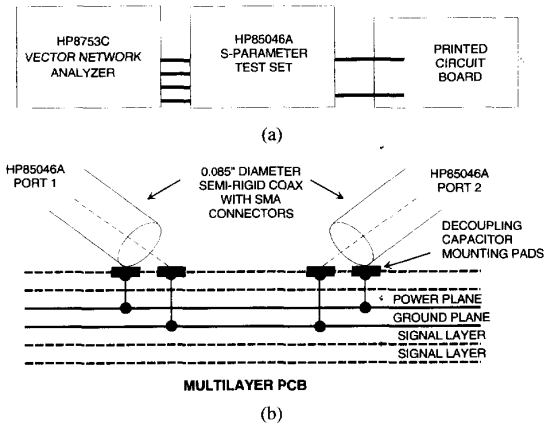 HP8753C
VECTOR NETWORK
ANALYZER
HP85046A
S-PARAMETER
TEST SET
PRINTED
CIRCUIT
BOARD
(a)
HP85046A
PORT 1
0.085" DIAMETER
SEMI-RIGID COAX
WITH SMA
CONNECTORS
HP85046A
PORT 2
DECOUPLING
CAPACITOR
MOUNTING PADS
POWER PLANE
GROUND PLANE
SIGNAL LAYER
SIGNAL LAYER
MULTILAYER PCB
(b)